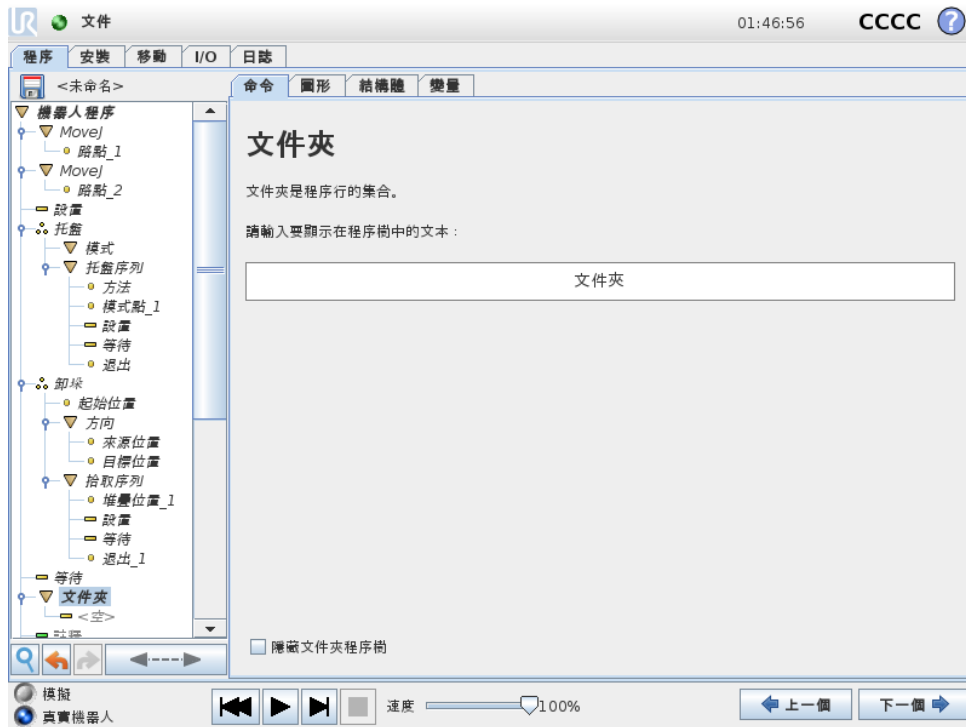 UR 文件 01:46:56 CCCC ?
程序 安裝 移動 I/O 日誌
<未命名>
命令 圖形 結構體 變量
機器人程序
MoveJ
路點_1
MoveJ
路點_2
設置
托盤
模式
托盤序列
方法
模式點_1
設置
等待
退出
卸垛
起始位置
方向
來源位置
目標位置
拾取序列
堆疊位置_1
設置
等待
退出_1
等待
文件夾
<空>
註釋
文件夾
文件夾是程序行的集合。
請輸入要顯示在程序樹中的文本：
文件夾
隱藏文件夾程序樹
模擬
真實機器人
速度 100%
上一個 下一個